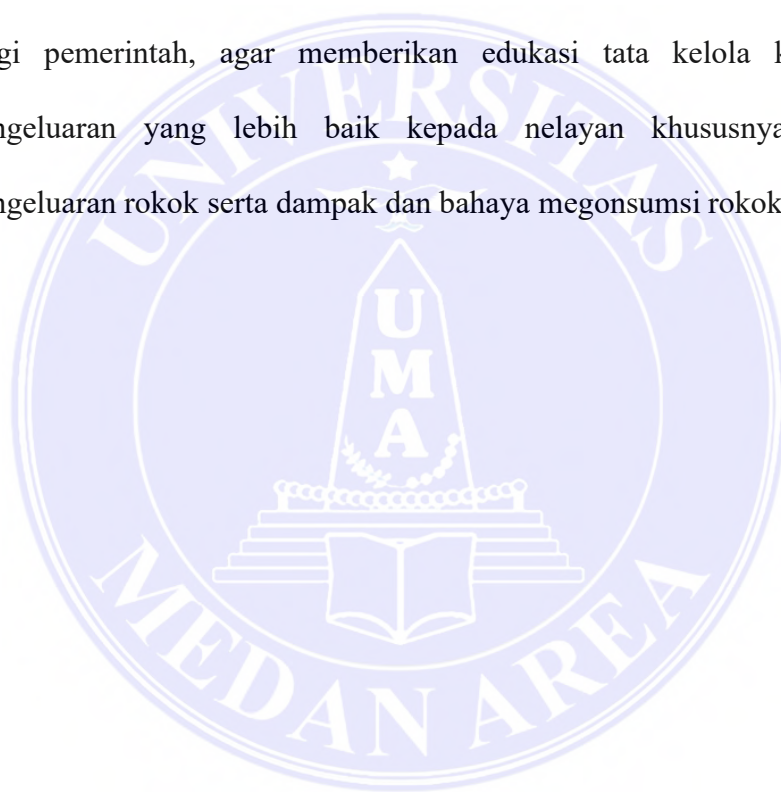 gi pemerintah, agar memberikan edukasi tata kelola k
ngeluaran yang lebih baik kepada nelayan khususnya
ngeluaran rokok serta dampak dan bahaya megonsumsi rokok
UNIVERSITAS
UMA
MEDAN AREA